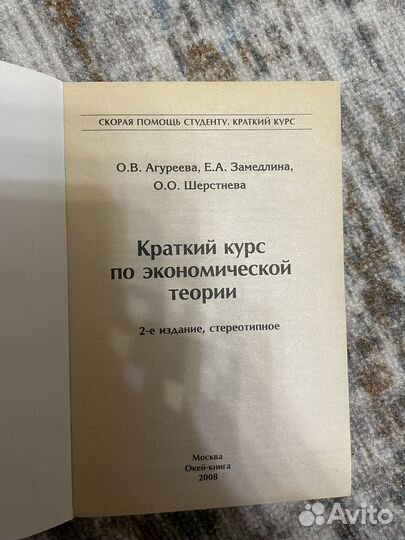 СКОРАЯ ПОМОЩЬ СТУДЕНТУ. КРАТКИЙ КУРС
О.В. Агуреева, Е.А. Замедлина,
О.О. Шерстнева
Краткий курс
по экономической
теории
2-е издание, стереотипное
Москва
Окей-книга
2008
Avito